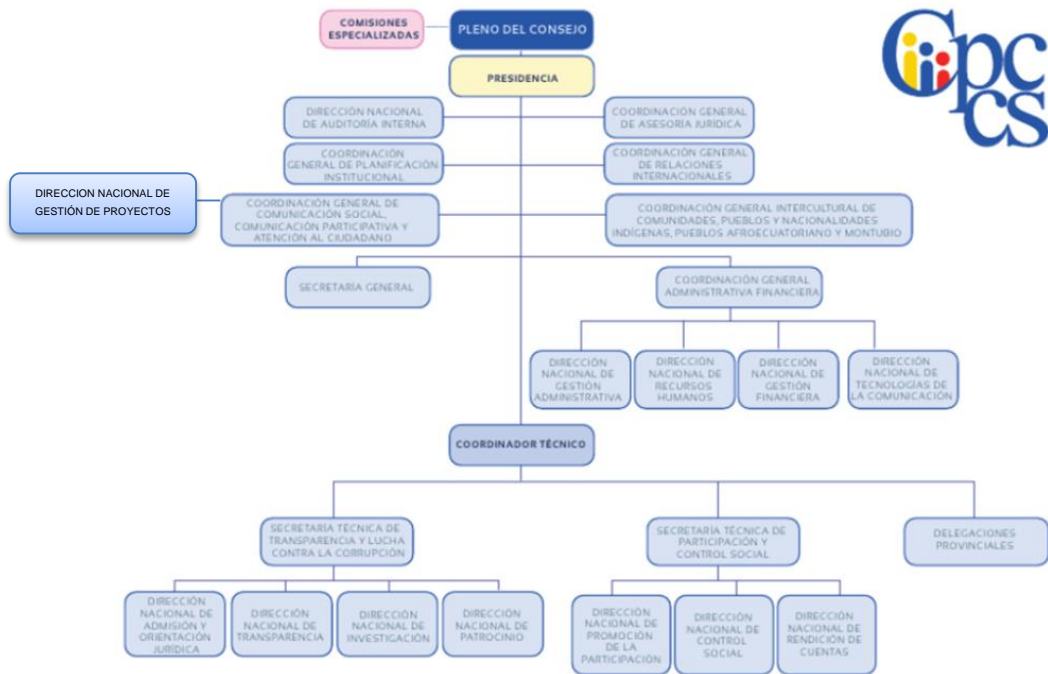 COMISIONES
ESPECIALIZADAS
PLENO DEL CONSEJO
PRESIDENCIA
Cpc
cs
DIRECCIÓN NACIONAL
DE AUDITORÍA INTERNA
COORDINACIÓN GENERAL
DE ASESORÍA JURÍDICA
COORDINACIÓN
GENERAL DE PLANIFICACIÓN
INSTITUCIONAL
COORDINACIÓN GENERAL
DE RELACIONES
INTERNACIONALES
DIRECCION NACIONAL DE
GESTIÓN DE PROYECTOS
COORDINACIÓN GENERAL DE
COMUNICACIÓN SOCIAL,
COMUNICACIÓN PARTICIPATIVA Y
ATENCIÓN AL CIUDADANO
COORDINACIÓN GENERAL INTERCULTURAL DE
COMUNIDADES, PUEBLOS Y NACIONALIDADES
INDÍGENAS, PUEBLOS AFROECUATORIANO Y MONTUBIO
SECRETARÍA GENERAL
COORDINACIÓN GENERAL
ADMINISTRATIVA FINANCIERA
DIRECCIÓN
NACIONAL DE
GESTIÓN
ADMINISTRATIVA
DIRECCIÓN
NACIONAL DE
RECURSOS
HUMANOS
DIRECCIÓN
NACIONAL DE
GESTIÓN
FINANCIERA
DIRECCIÓN
NACIONAL DE
TECNOLOGÍAS DE
LA COMUNICACIÓN
COORDINADOR TÉCNICO
SECRETARÍA TÉCNICA DE
TRANSPARENCIA Y LUCHA
CONTRA LA CORRUPCIÓN
SECRETARÍA TÉCNICA DE
PARTICIPACIÓN Y
CONTROL SOCIAL
DELEGACIONES
PROVINCIALES
DIRECCIÓN
NACIONAL DE
ADMISIÓN Y
ORIENTACIÓN
JURÍDICA
DIRECCIÓN
NACIONAL DE
TRANSPARENCIA
DIRECCIÓN
NACIONAL DE
INVESTIGACIÓN
DIRECCIÓN
NACIONAL DE
PATROCINIO
DIRECCIÓN
NACIONAL DE
PROMOCIÓN
DE LA
PARTICIPACIÓN
DIRECCIÓN
NACIONAL DE
CONTROL
SOCIAL
DIRECCIÓN
NACIONAL DE
RENDICIÓN DE
CUENTAS